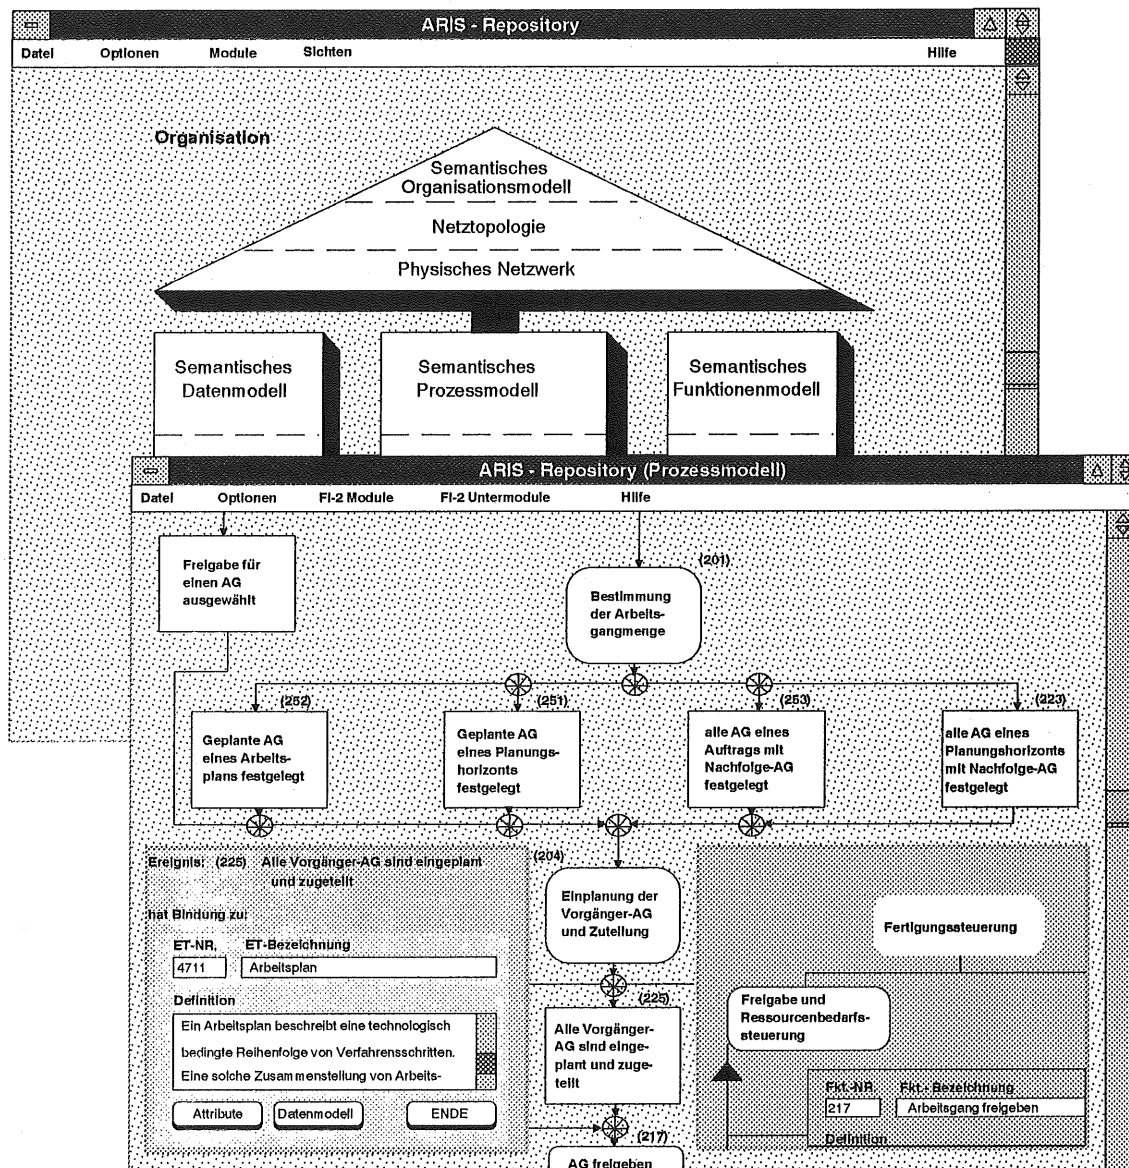 ARIS - Repository
Datei Optionen Module Sichten Hilfe
Organisation
Semantisches
Organisationsmodell
Netztopologie
Physisches Netzwerk
Semantisches
Datenmodell
Semantisches
Prozessmodell
Semantisches
Funktionenmodell
ARIS - Repository (Prozessmodell)
Datei Optionen FI-2 Module FI-2 Untermodule Hilfe
Freigabe für
einen AG
ausgewählt
(201)
Bestimmung
der Arbeits-
gangmenge
(252)
Geplante AG
eines Arbeits-
plans festgelegt
(251)
Geplante AG
eines Planungs-
horizonts
festgelegt
(253)
alle AG eines
Auftrags mit
Nachfolge-AG
festgelegt
(223)
alle AG eines
Planungshorizonts
mit Nachfolge-AG
festgelegt
Ereignis: (225) Alle Vorgänger-AG sind eingeplant
und zugeteilt
hat Bindung zu:
ET-NR. ET-Bezeichnung
4711 Arbeitsplan
Definition
Ein Arbeitsplan beschreibt eine technologisch
bedingte Reihenfolge von Verfahrensschritten.
Eine solche Zusammenstellung von Arbeits-
Attribute Datenmodell ENDE
(204)
Einplanung der
Vorgänger-AG
und Zuteilung
(225)
Alle Vorgänger-
AG sind einge-
plant und zuge-
teilt
(217)
AG freigeben
Fertigungssteuerung
Freigabe und
Ressourcenbedarfs-
steuerung
Fkt.-NR. Fkt.- Bezeichnung
217 Arbeitsgang freigeben
Definition